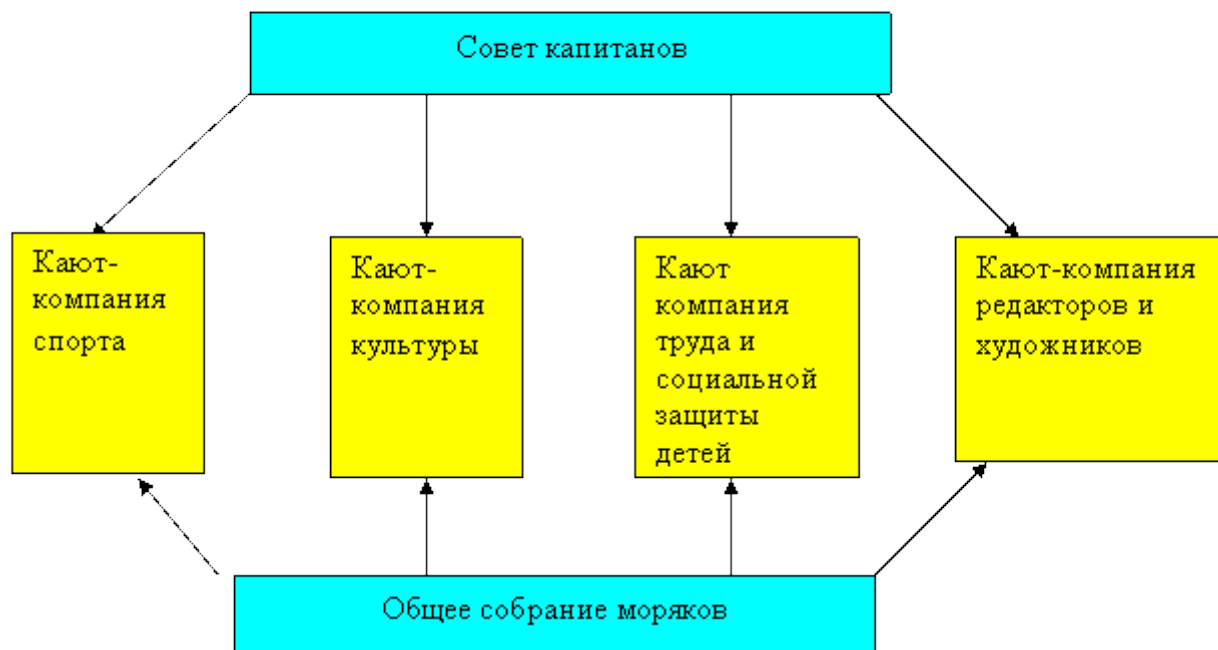 Совет капитанов
Кают-
компания
спорта
Кают-
компания
культуры
Кают
компания
труда и
социальной
защиты
детей
Кают-компания
редакторов и
художников
Общее собрание моряков